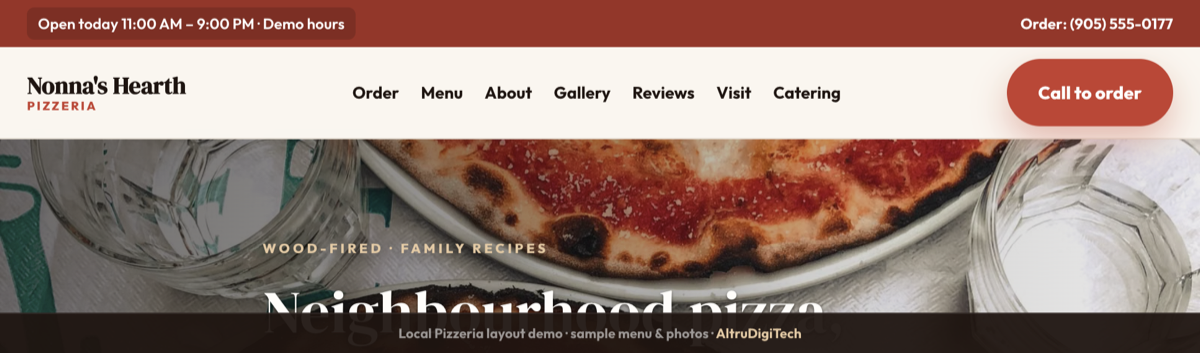 Open today 11:00 AM – 9:00 PM · Demo hours
Order: (905) 555-0177
Nonna's Hearth
PIZZERIA
Order Menu About Gallery Reviews Visit Catering
Call to order
WOOD-FIRED · FAMILY RECIPES
Neighbourhood pizza,
Local Pizzeria layout demo · sample menu & photos · AltruDigiTech